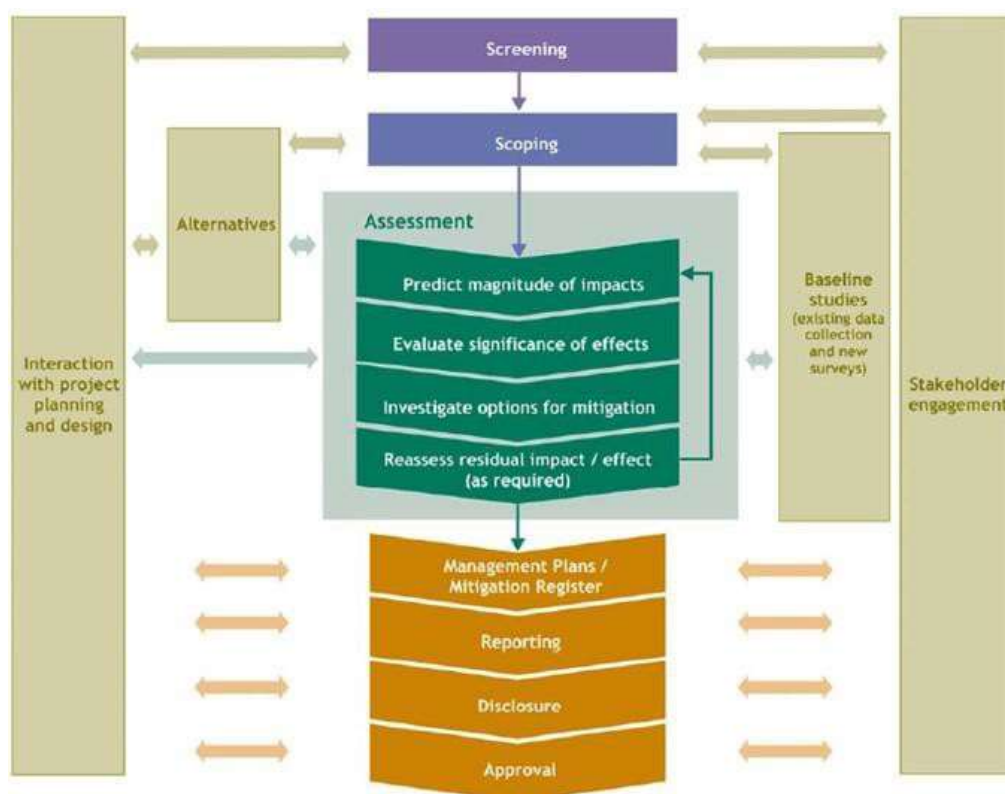 Screening
Scoping
Alternatives
Assessment
Predict magnitude of impacts
Evaluate significance of effects
Investigate options for mitigation
Reassess residual impact / effect
(as required)
Baseline
studies
(existing data
collection
and new
surveys)
Interaction
with project
planning
and design
Stakeholder
engagement
Management Plans /
Mitigation Register
Reporting
Disclosure
Approval